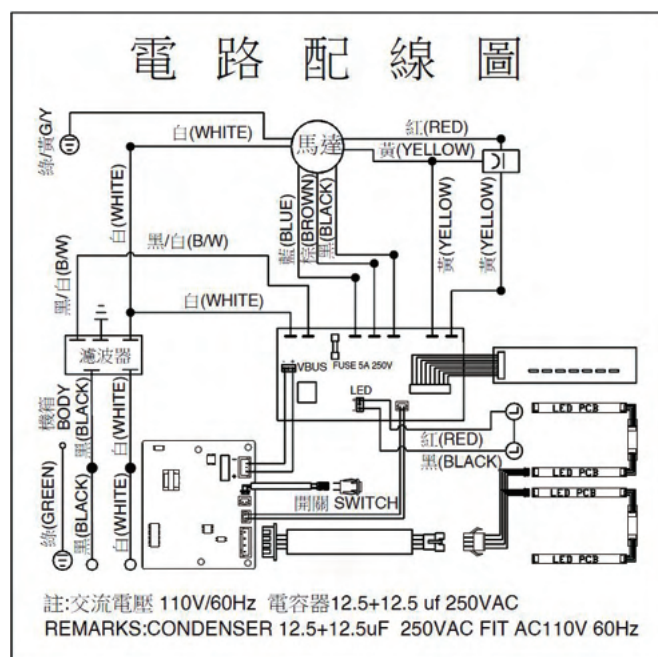 電路配線圖
綠/黃G/Y
白(WHITE)
馬達
紅(RED)
黃(YELLOW)
白(WHITE)
黑/白(B/W)
黑/白(B/W)
藍(BLUE)
棕(BROWN)
黑(BLACK)
黃(YELLOW)
黃(YELLOW)
白(WHITE)
濾波器
VBUS
FUSE 5A 250V
LED
機箱
BODY
黑(BLACK)
白(WHITE)
L
L
紅(RED)
黑(BLACK)
LED PCB
LED PCB
LED PCB
LED PCB
開關 SWITCH
綠(GREEN)
黑(BLACK)
白(WHITE)
註:交流電壓 110V/60Hz 電容器12.5+12.5 uf 250VAC
REMARKS:CONDENSER 12.5+12.5uF 250VAC FIT AC110V 60Hz